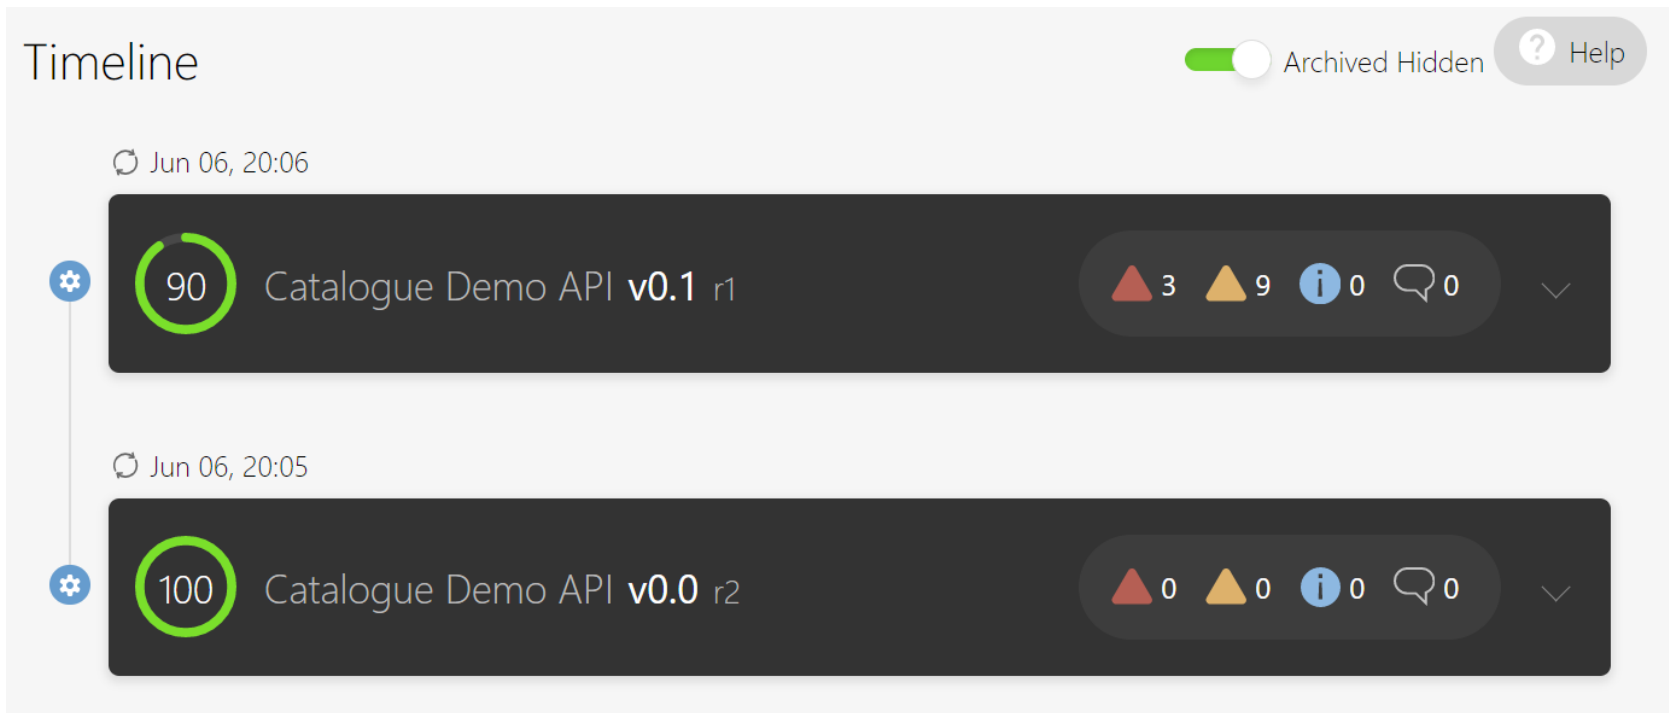 Timeline
Archived Hidden
? Help
Jun 06, 20:06
90 Catalogue Demo API v0.1 r1 3 9 i 0 0
Jun 06, 20:05
100 Catalogue Demo API v0.0 r2 0 0 i 0 0